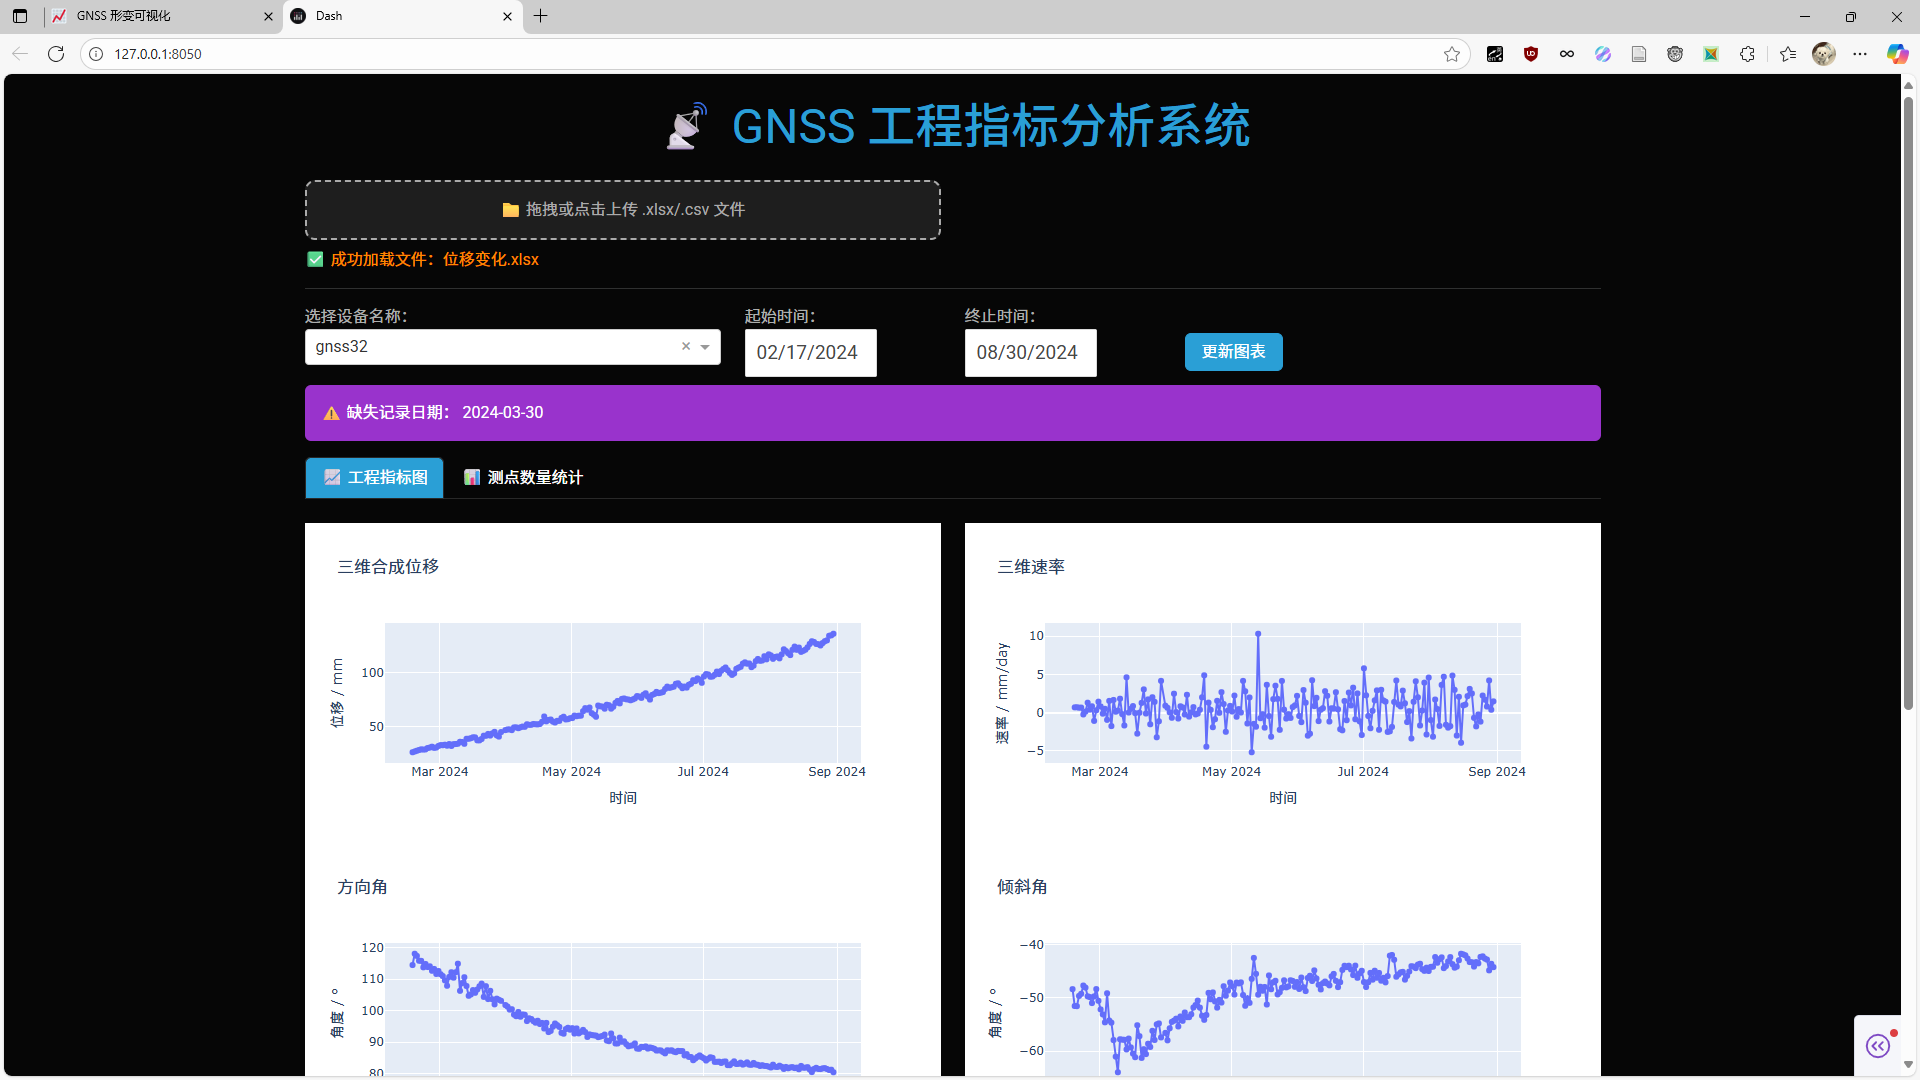 GNSS 形变可视化
Dash
127.0.0.1:8050
GNSS 工程指标分析系统
拖拽或点击上传 .xlsx/.csv 文件
成功加载文件：位移变化.xlsx
选择设备名称：
起始时间：
终止时间：
gnss32
02/17/2024
08/30/2024
更新图表
缺失记录日期： 2024-03-30
工程指标图
测点数量统计
三维合成位移
位移 / mm
100
50
Mar 2024
May 2024
Jul 2024
Sep 2024
时间
三维速率
速率 / mm/day
10
5
0
−5
Mar 2024
May 2024
Jul 2024
Sep 2024
时间
方向角
角度 / °
120
110
100
90
80
倾斜角
角度 / °
−40
−50
−60